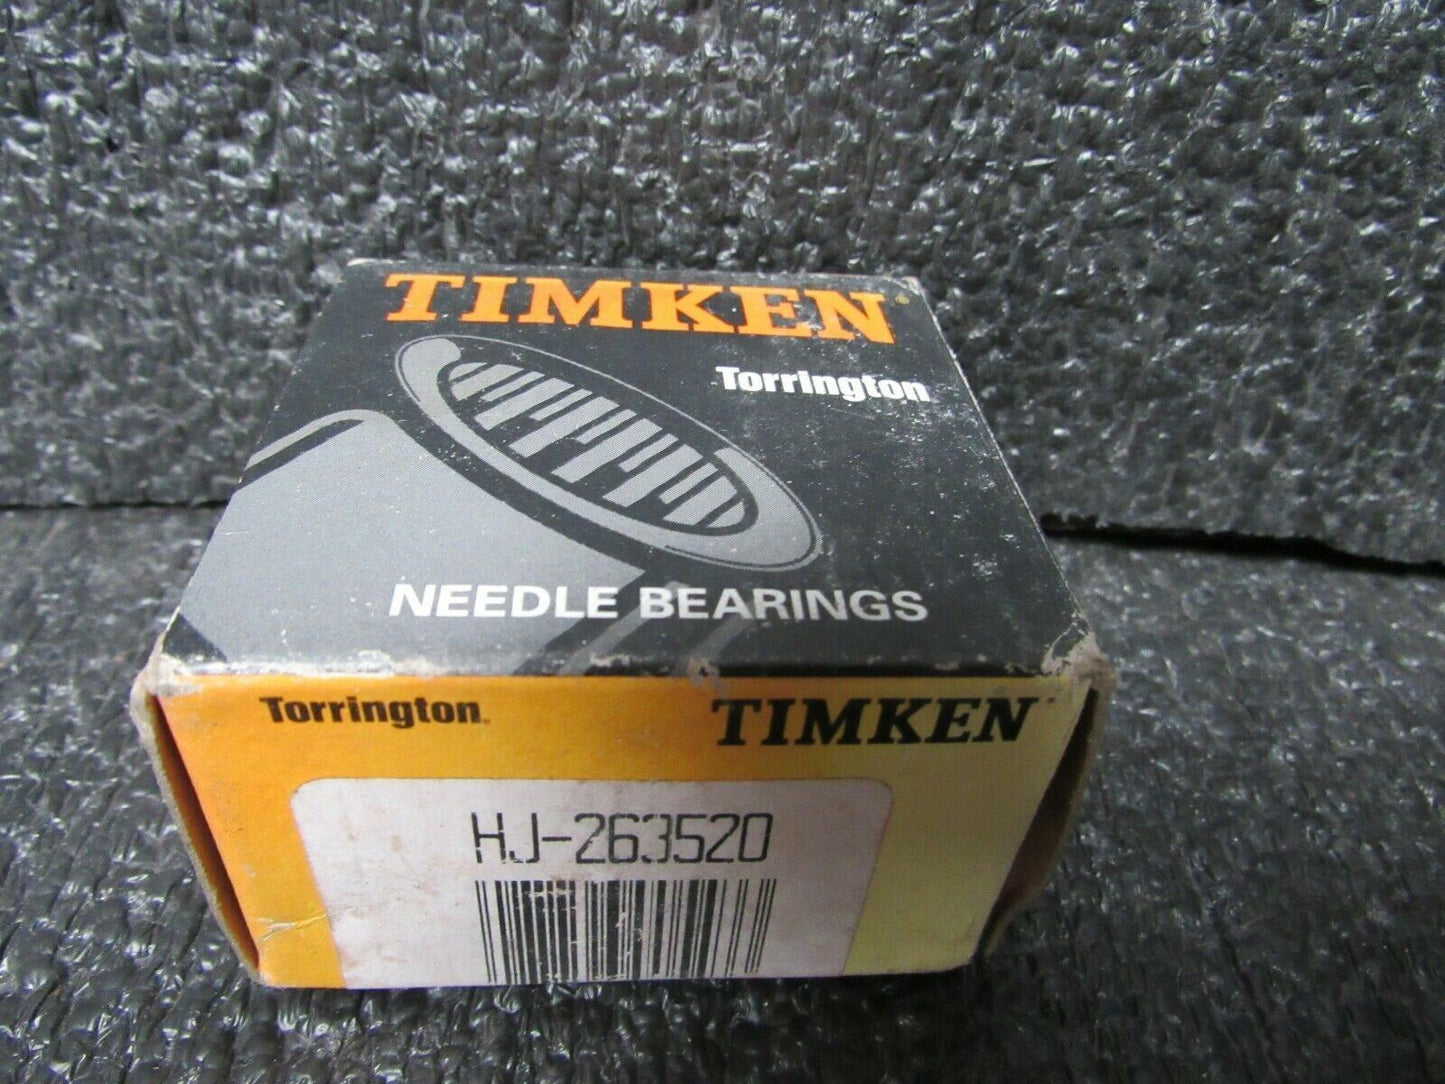 TIMKEN®
Torrington
NEEDLE BEARINGS
Torrington. TIMKEN
HJ-263520